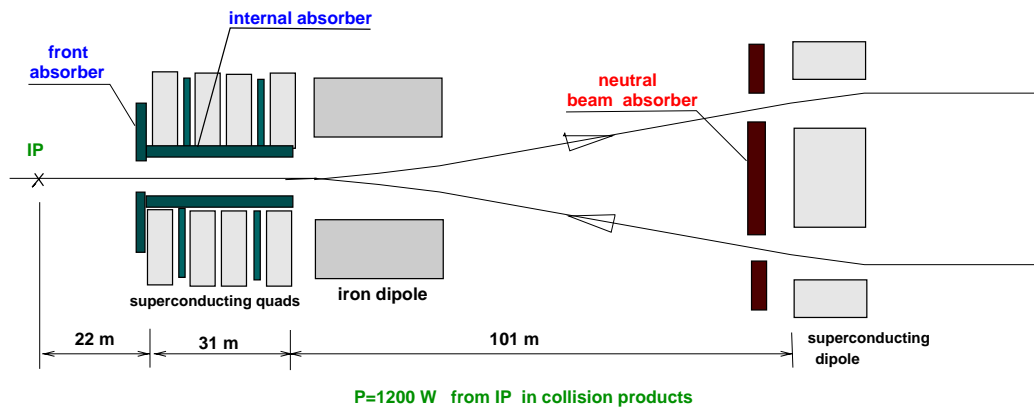 internal absorber
front
absorber
neutral
beam absorber
IP
superconducting quads
iron dipole
22 m
31 m
101 m
superconducting
dipole
P=1200 W from IP in collision products